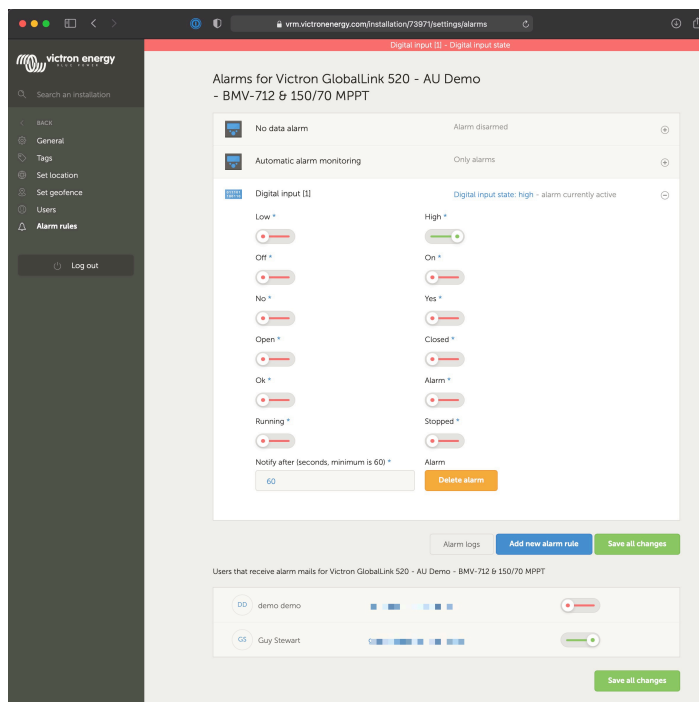 vrm.victronenergy.com/installation/73971/settings/alarms
Digital input [1] - Digital input state
victron energy
BLUE POWER
Search an installation
BACK
General
Tags
Set location
Set geofence
Users
Alarm rules
Log out
Alarms for Victron GlobalLink 520 - AU Demo
- BMV-712 & 150/70 MPPT
No data alarm
Alarm disarmed
Automatic alarm monitoring
Only alarms
Digital input [1]
Digital input state: high - alarm currently active
Low *
High *
Off *
On *
No *
Yes *
Open *
Closed *
Ok *
Alarm *
Running *
Stopped *
Notify after (seconds, minimum is 60) *
Alarm
60
Delete alarm
Alarm logs
Add new alarm rule
Save all changes
Users that receive alarm mails for Victron GlobalLink 520 - AU Demo - BMV-712 & 150/70 MPPT
DD
demo demo
GS
Guy Stewart
Save all changes